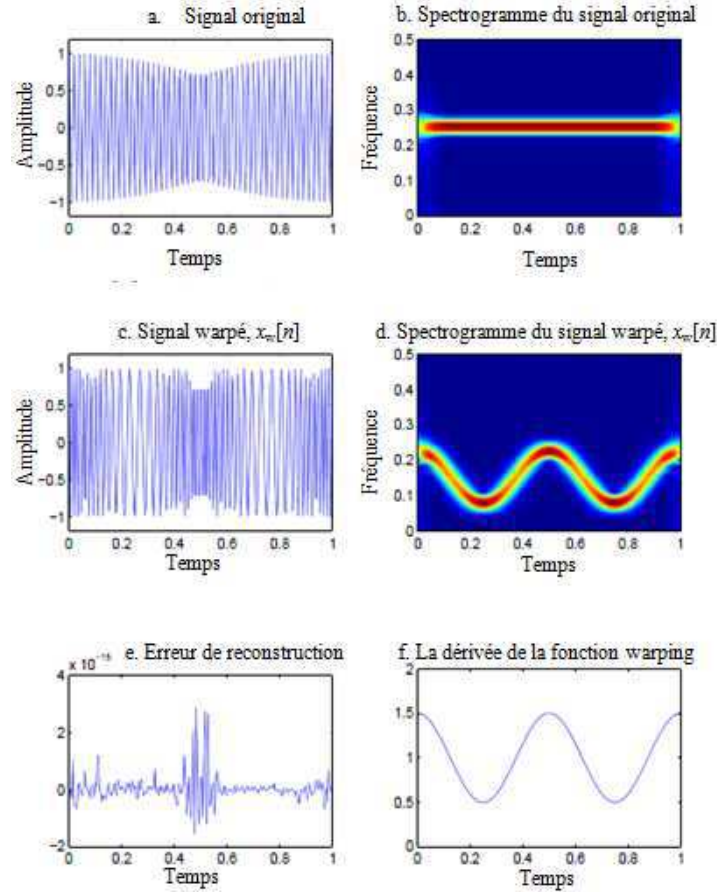 a. Signal original
b. Spectrogramme du signal original
Amplitude
1
0.5
0
−0.5
−1
0 0.2 0.4 0.6 0.8 1
Temps
Fréquence
0.5
0.4
0.3
0.2
0.1
0
0 0.2 0.4 0.6 0.8 1
Temps
c. Signal warpé, xw[n]
d. Spectrogramme du signal warpé, xw[n]
Amplitude
1
0.5
0
−0.5
−1
0 0.2 0.4 0.6 0.8 1
Temps
Fréquence
0.5
0.4
0.3
0.2
0.1
0
0 0.2 0.4 0.6 0.8 1
Temps
e. Erreur de reconstruction
f. La dérivée de la fonction warping
4
2
0
−2
0 0.2 0.4 0.6 0.8 1
Temps
2
1.5
1
0.5
0
0 0.2 0.4 0.6 0.8 1
Temps